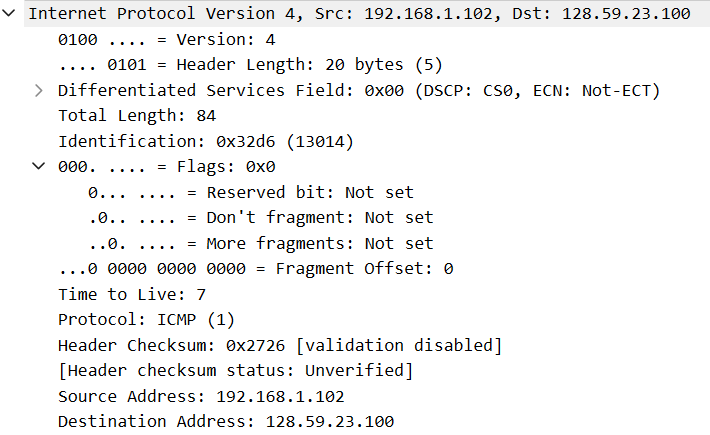 Internet Protocol Version 4, Src: 192.168.1.102, Dst: 128.59.23.100
0100 .... = Version: 4
.... 0101 = Header Length: 20 bytes (5)
Differentiated Services Field: 0x00 (DSCP: CS0, ECN: Not-ECT)
Total Length: 84
Identification: 0x32d6 (13014)
000. .... = Flags: 0x0
0... .... = Reserved bit: Not set
.0.. .... = Don't fragment: Not set
..0. .... = More fragments: Not set
...0 0000 0000 0000 = Fragment Offset: 0
Time to Live: 7
Protocol: ICMP (1)
Header Checksum: 0x2726 [validation disabled]
[Header checksum status: Unverified]
Source Address: 192.168.1.102
Destination Address: 128.59.23.100